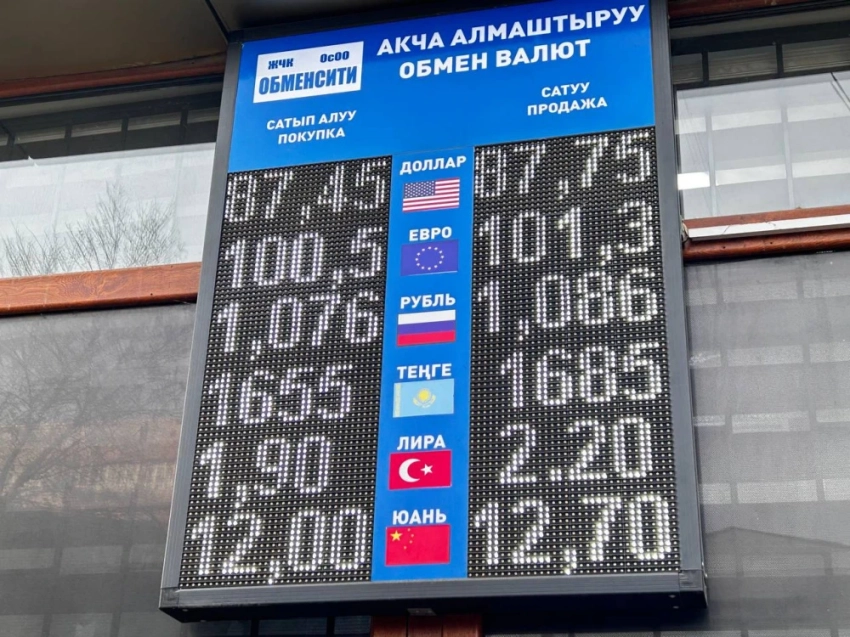 ЖЧК ОсОО
ОБМЕНСИТИ
АКЧА АЛМАШТЫРУУ
ОБМЕН ВАЛЮТ
САТЫП АЛУУ
ПОКУПКА
САТУУ
ПРОДАЖА
87,45 ДОЛЛАР 87,75
100,5 ЕВРО 101,3
1,076 РУБЛЬ 1,086
1655 ТЕҢГЕ 1685
1,90 ЛИРА 2.20
12,00 ЮАНЬ 12,70